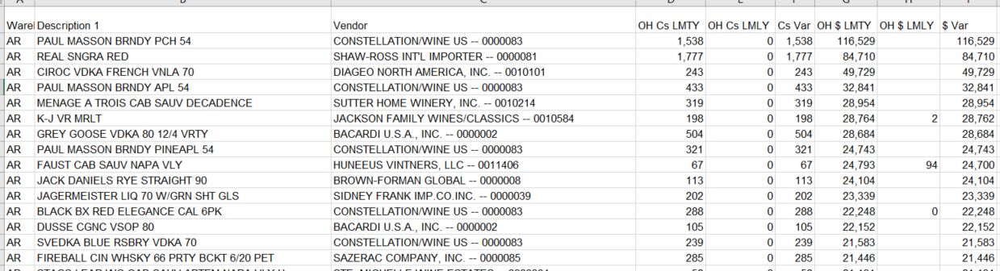 Warel Description 1 Vendor OH Cs LMTY OH Cs LMLY Cs Var OH $ LMTY OH $ LMLY $ Var
AR PAUL MASSON BRNDY PCH 54 CONSTELLATION/WINE US -- 0000083 1,538 0 1,538 116,529 116,529
AR REAL SNGRA RED SHAW-ROSS INT'L IMPORTER -- 0000081 1,777 0 1,777 84,710 84,710
AR CIROC VDKA FRENCH VNLA 70 DIAGEO NORTH AMERICA, INC. -- 0010101 243 0 243 49,729 49,729
AR PAUL MASSON BRNDY APL 54 CONSTELLATION/WINE US -- 0000083 433 0 433 32,841 32,841
AR MENAGE A TROIS CAB SAUV DECADENCE SUTTER HOME WINERY, INC. -- 0010214 319 0 319 28,954 28,954
AR K-J VR MRLT JACKSON FAMILY WINES/CLASSICS -- 0010584 198 0 198 28,764 2 28,762
AR GREY GOOSE VDKA 80 12/4 VRTY BACARDI U.S.A., INC. -- 0000002 504 0 504 28,684 28,684
AR PAUL MASSON BRNDY PINEAPL 54 CONSTELLATION/WINE US -- 0000083 321 0 321 24,743 24,743
AR FAUST CAB SAUV NAPA VLY HUNEEUS VINTNERS, LLC -- 0011406 67 0 67 24,793 94 24,700
AR JACK DANIELS RYE STRAIGHT 90 BROWN-FORMAN GLOBAL -- 0000008 113 0 113 24,104 24,104
AR JAGERMEISTER LIQ 70 W/GRN SHT GLS SIDNEY FRANK IMP.CO.INC. -- 0000039 202 0 202 23,339 23,339
AR BLACK BX RED ELEGANCE CAL 6PK CONSTELLATION/WINE US -- 0000083 288 0 288 22,248 0 22,248
AR DUSSE CGNC VSOP 80 BACARDI U.S.A., INC. -- 0000002 105 0 105 22,152 22,152
AR SVEDKA BLUE RSBRY VDKA 70 CONSTELLATION/WINE US -- 0000083 239 0 239 21,583 21,583
AR FIREBALL CIN WHSKY 66 PRTY BCKT 6/20 PET SAZERAC COMPANY, INC. -- 0000085 285 0 285 21,446 21,446